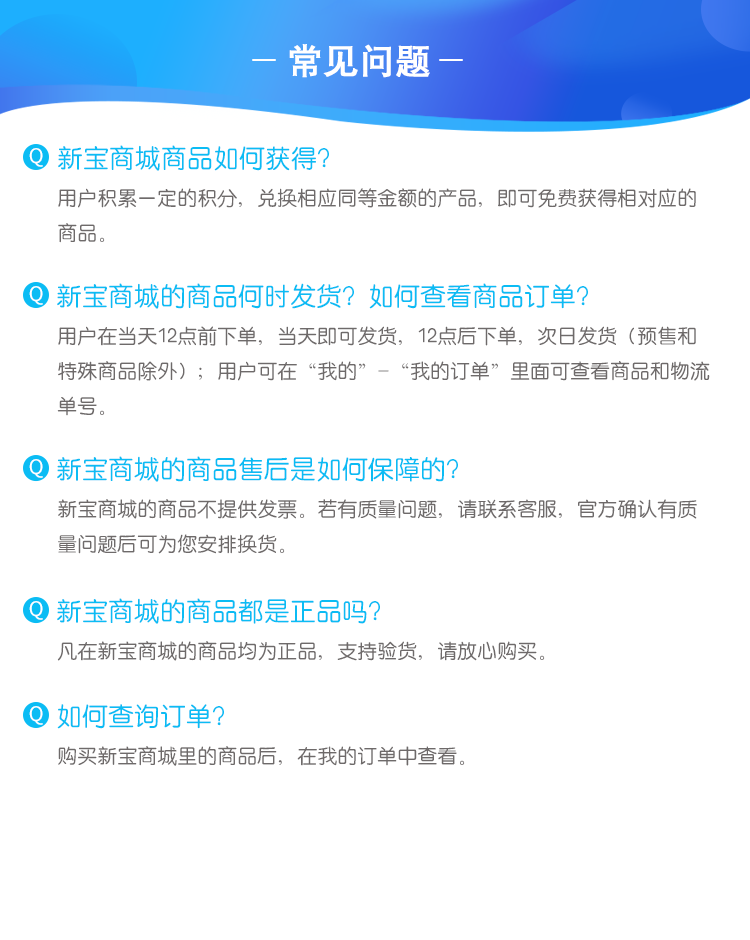 — 常见问题 —
Q 新宝商城商品如何获得？
用户积累一定的积分，兑换相应同等金额的产品，即可免费获得相对应的
商品。
Q 新宝商城的商品何时发货？如何查看商品订单？
用户在当天12点前下单，当天即可发货，12点后下单，次日发货（预售和
特殊商品除外）；用户可在“我的”–“我的订单”里面可查看商品和物流
单号。
Q 新宝商城的商品售后是如何保障的？
新宝商城的商品不提供发票。若有质量问题，请联系客服，官方确认有质
量问题后可为您安排换货。
Q 新宝商城的商品都是正品吗？
凡在新宝商城的商品均为正品，支持验货，请放心购买。
Q 如何查询订单？
购买新宝商城里的商品后，在我的订单中查看。